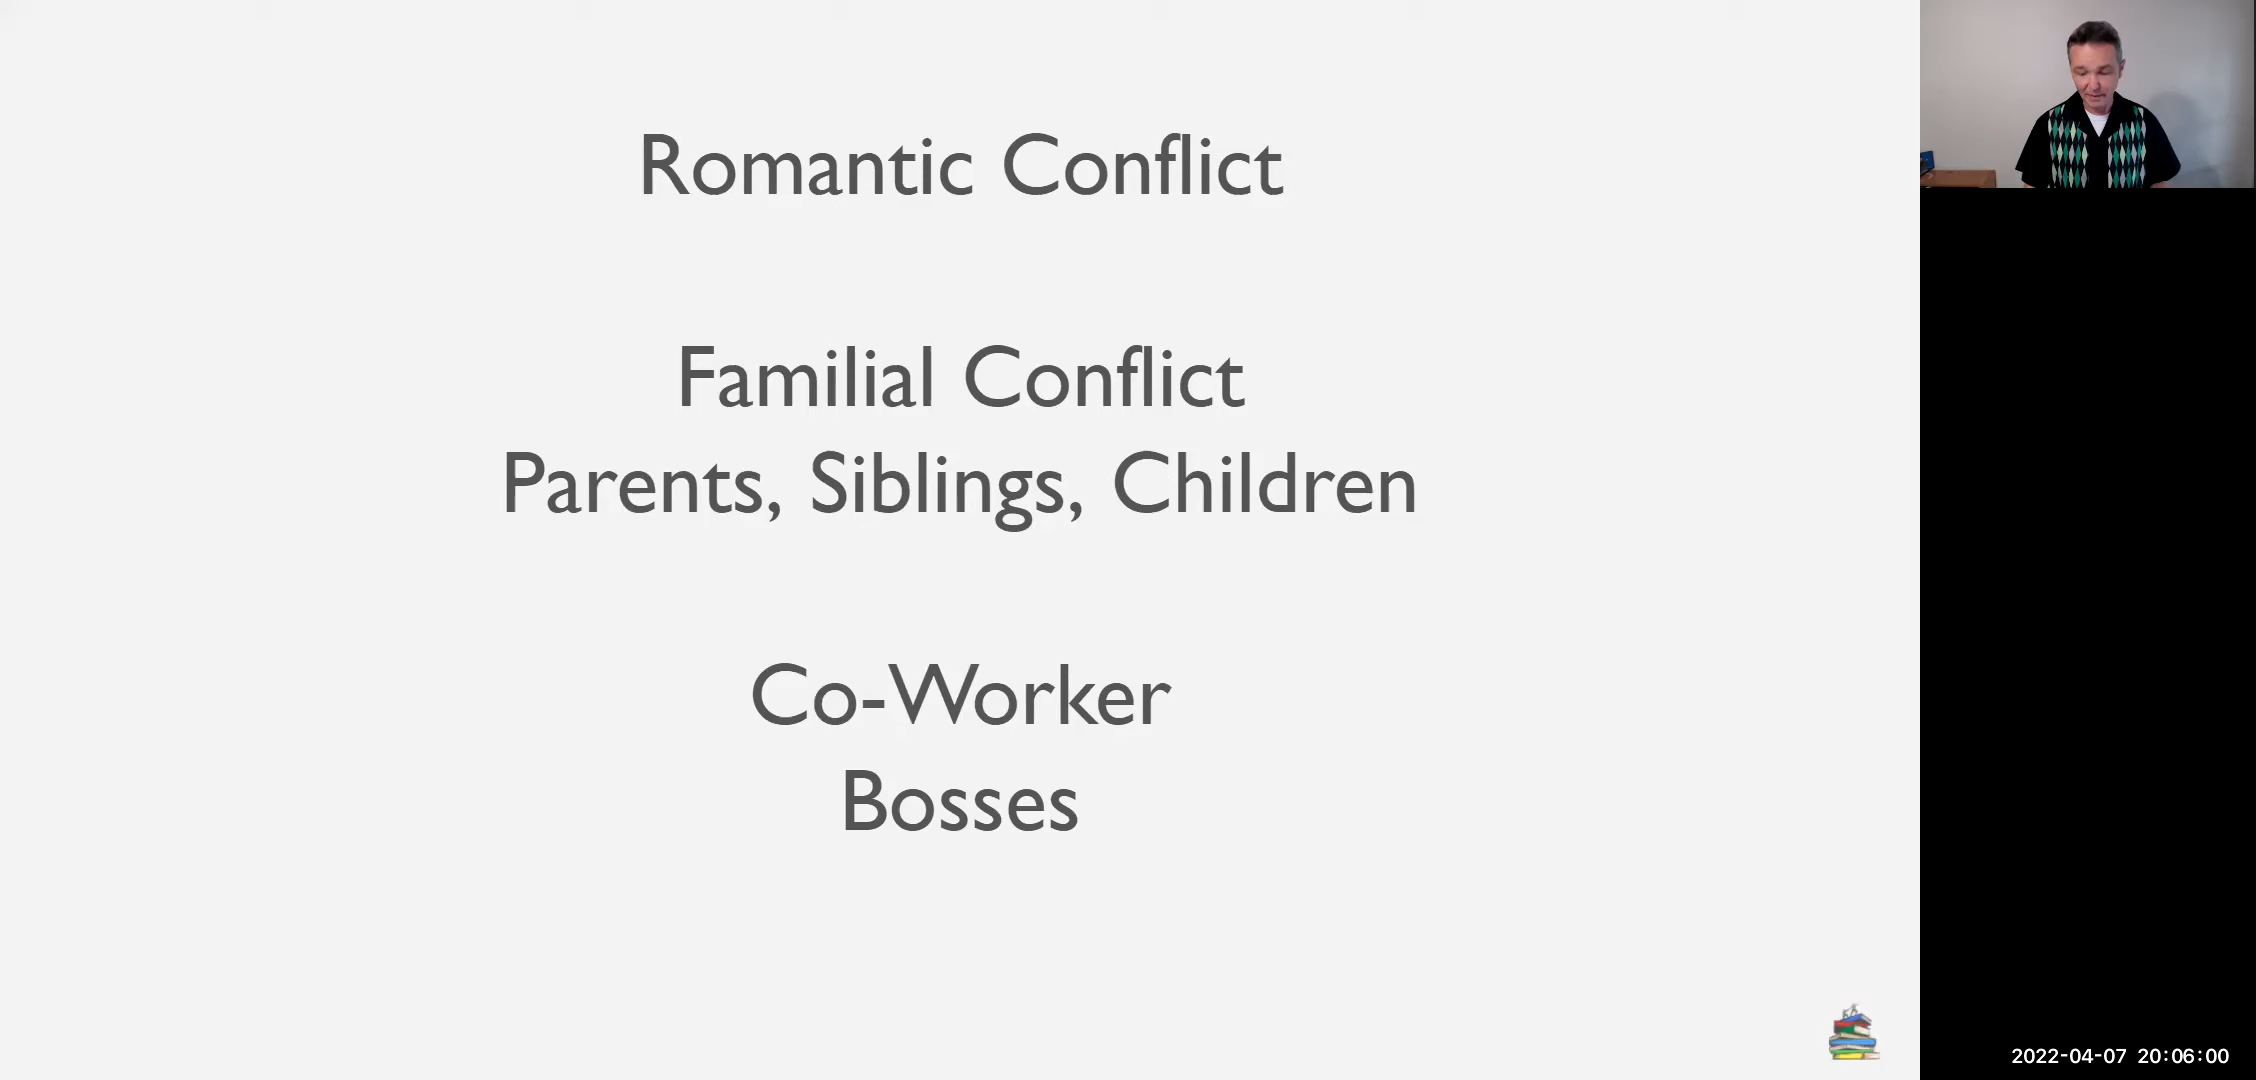 Romantic Conflict
Familial Conflict
Parents, Siblings, Children
Co-Worker
Bosses
2022-04-07 20:06:00